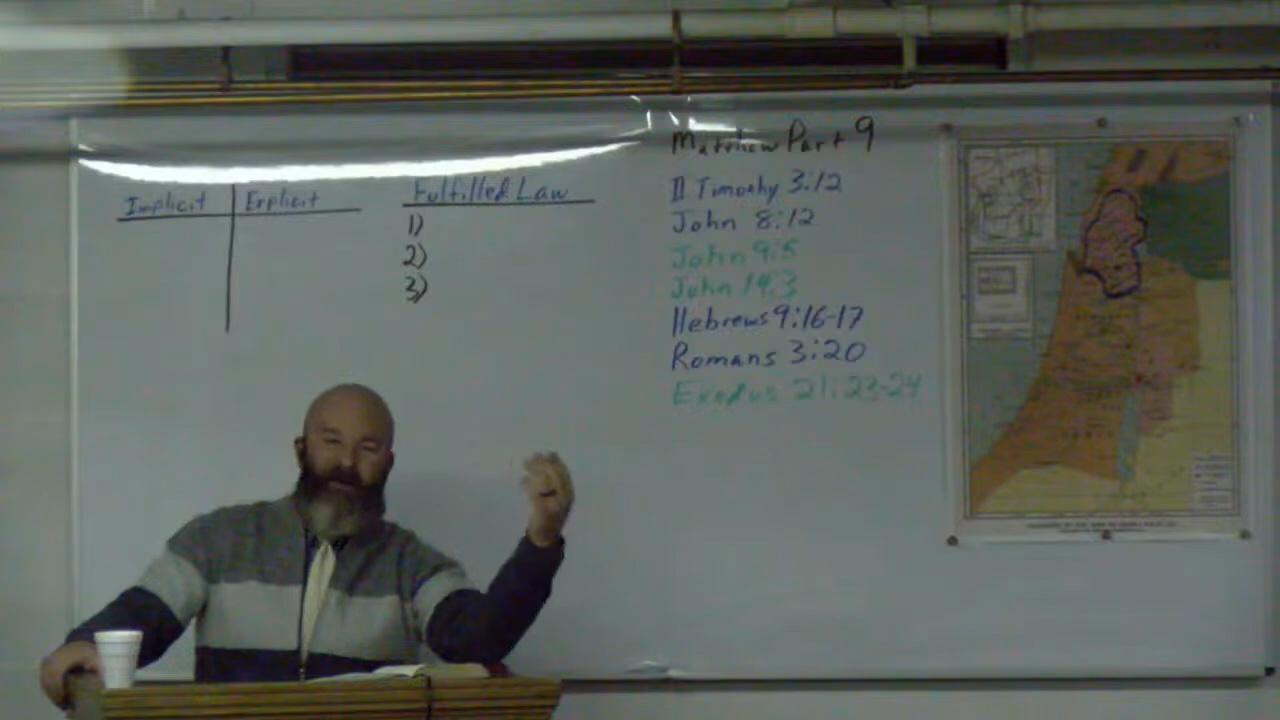 Implicit Explicit
Fulfilled Law
1)
2)
3)
Matthew Part 9
II Timothy 3:12
John 8:12
John 9:5
John 14:3
Hebrews 9:16-17
Romans 3:20
Exodus 21:23-24